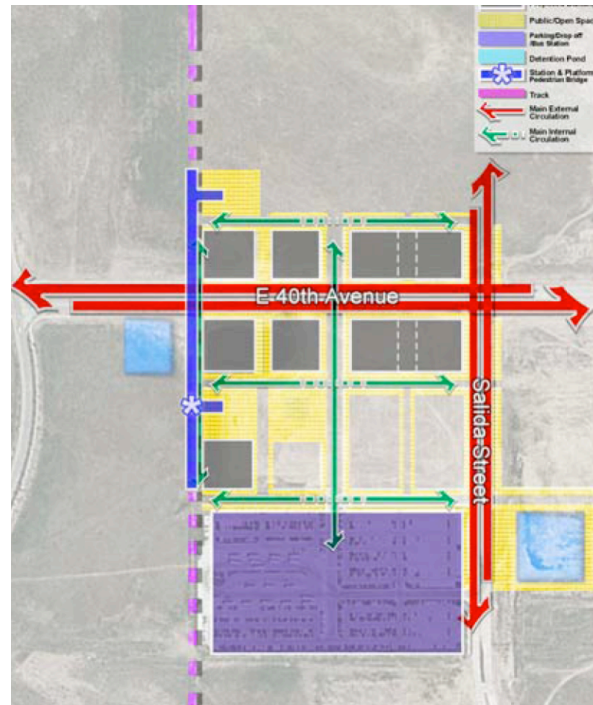 Public/Open Space
Parking/Drop off
/Bus Station
Detention Pond
Station & Platform
Pedestrian Bridge
Track
Main External
Circulation
Main Internal
Circulation
E 40th Avenue
Salida Street